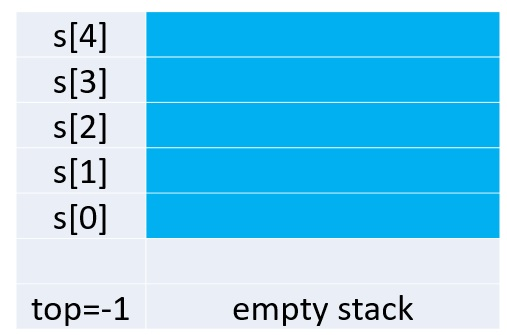 s[4]
s[3]
s[2]
s[1]
s[0]
top=-1 empty stack